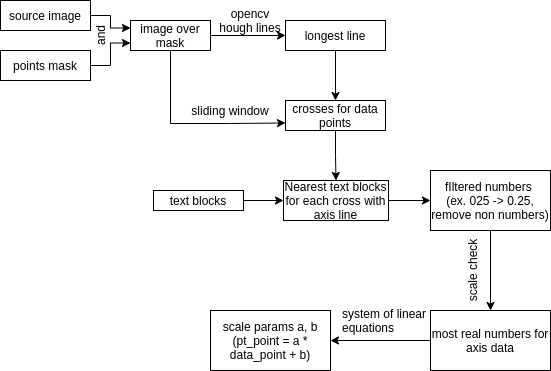 source image
and
points mask
image over
mask
opencv
hough lines
longest line
sliding window
crosses for data
points
text blocks
Nearest text blocks
for each cross with
axis line
fIltered numbers
(ex. 025 -> 0.25,
remove non numbers)
scale check
most real numbers for
axis data
system of linear
equations
scale params a, b
(pt_point = a *
data_point + b)